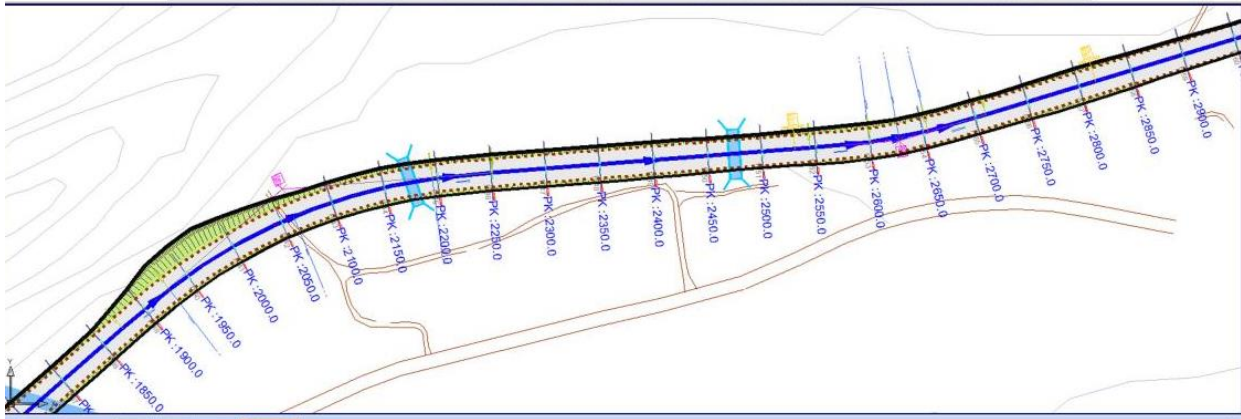 PK :1850.0
PK :1900.0
PK :1950.0
PK :2000.0
PK :2050.0
PK :2100.0
PK :2150.0
PK :2200.0
PK :2250.0
PK :2300.0
PK :2350.0
PK :2400.0
PK :2450.0
PK :2500.0
PK :2550.0
PK :2600.0
PK :2650.0
PK :2700.0
PK :2750.0
PK :2800.0
PK :2850.0
PK :2900.0